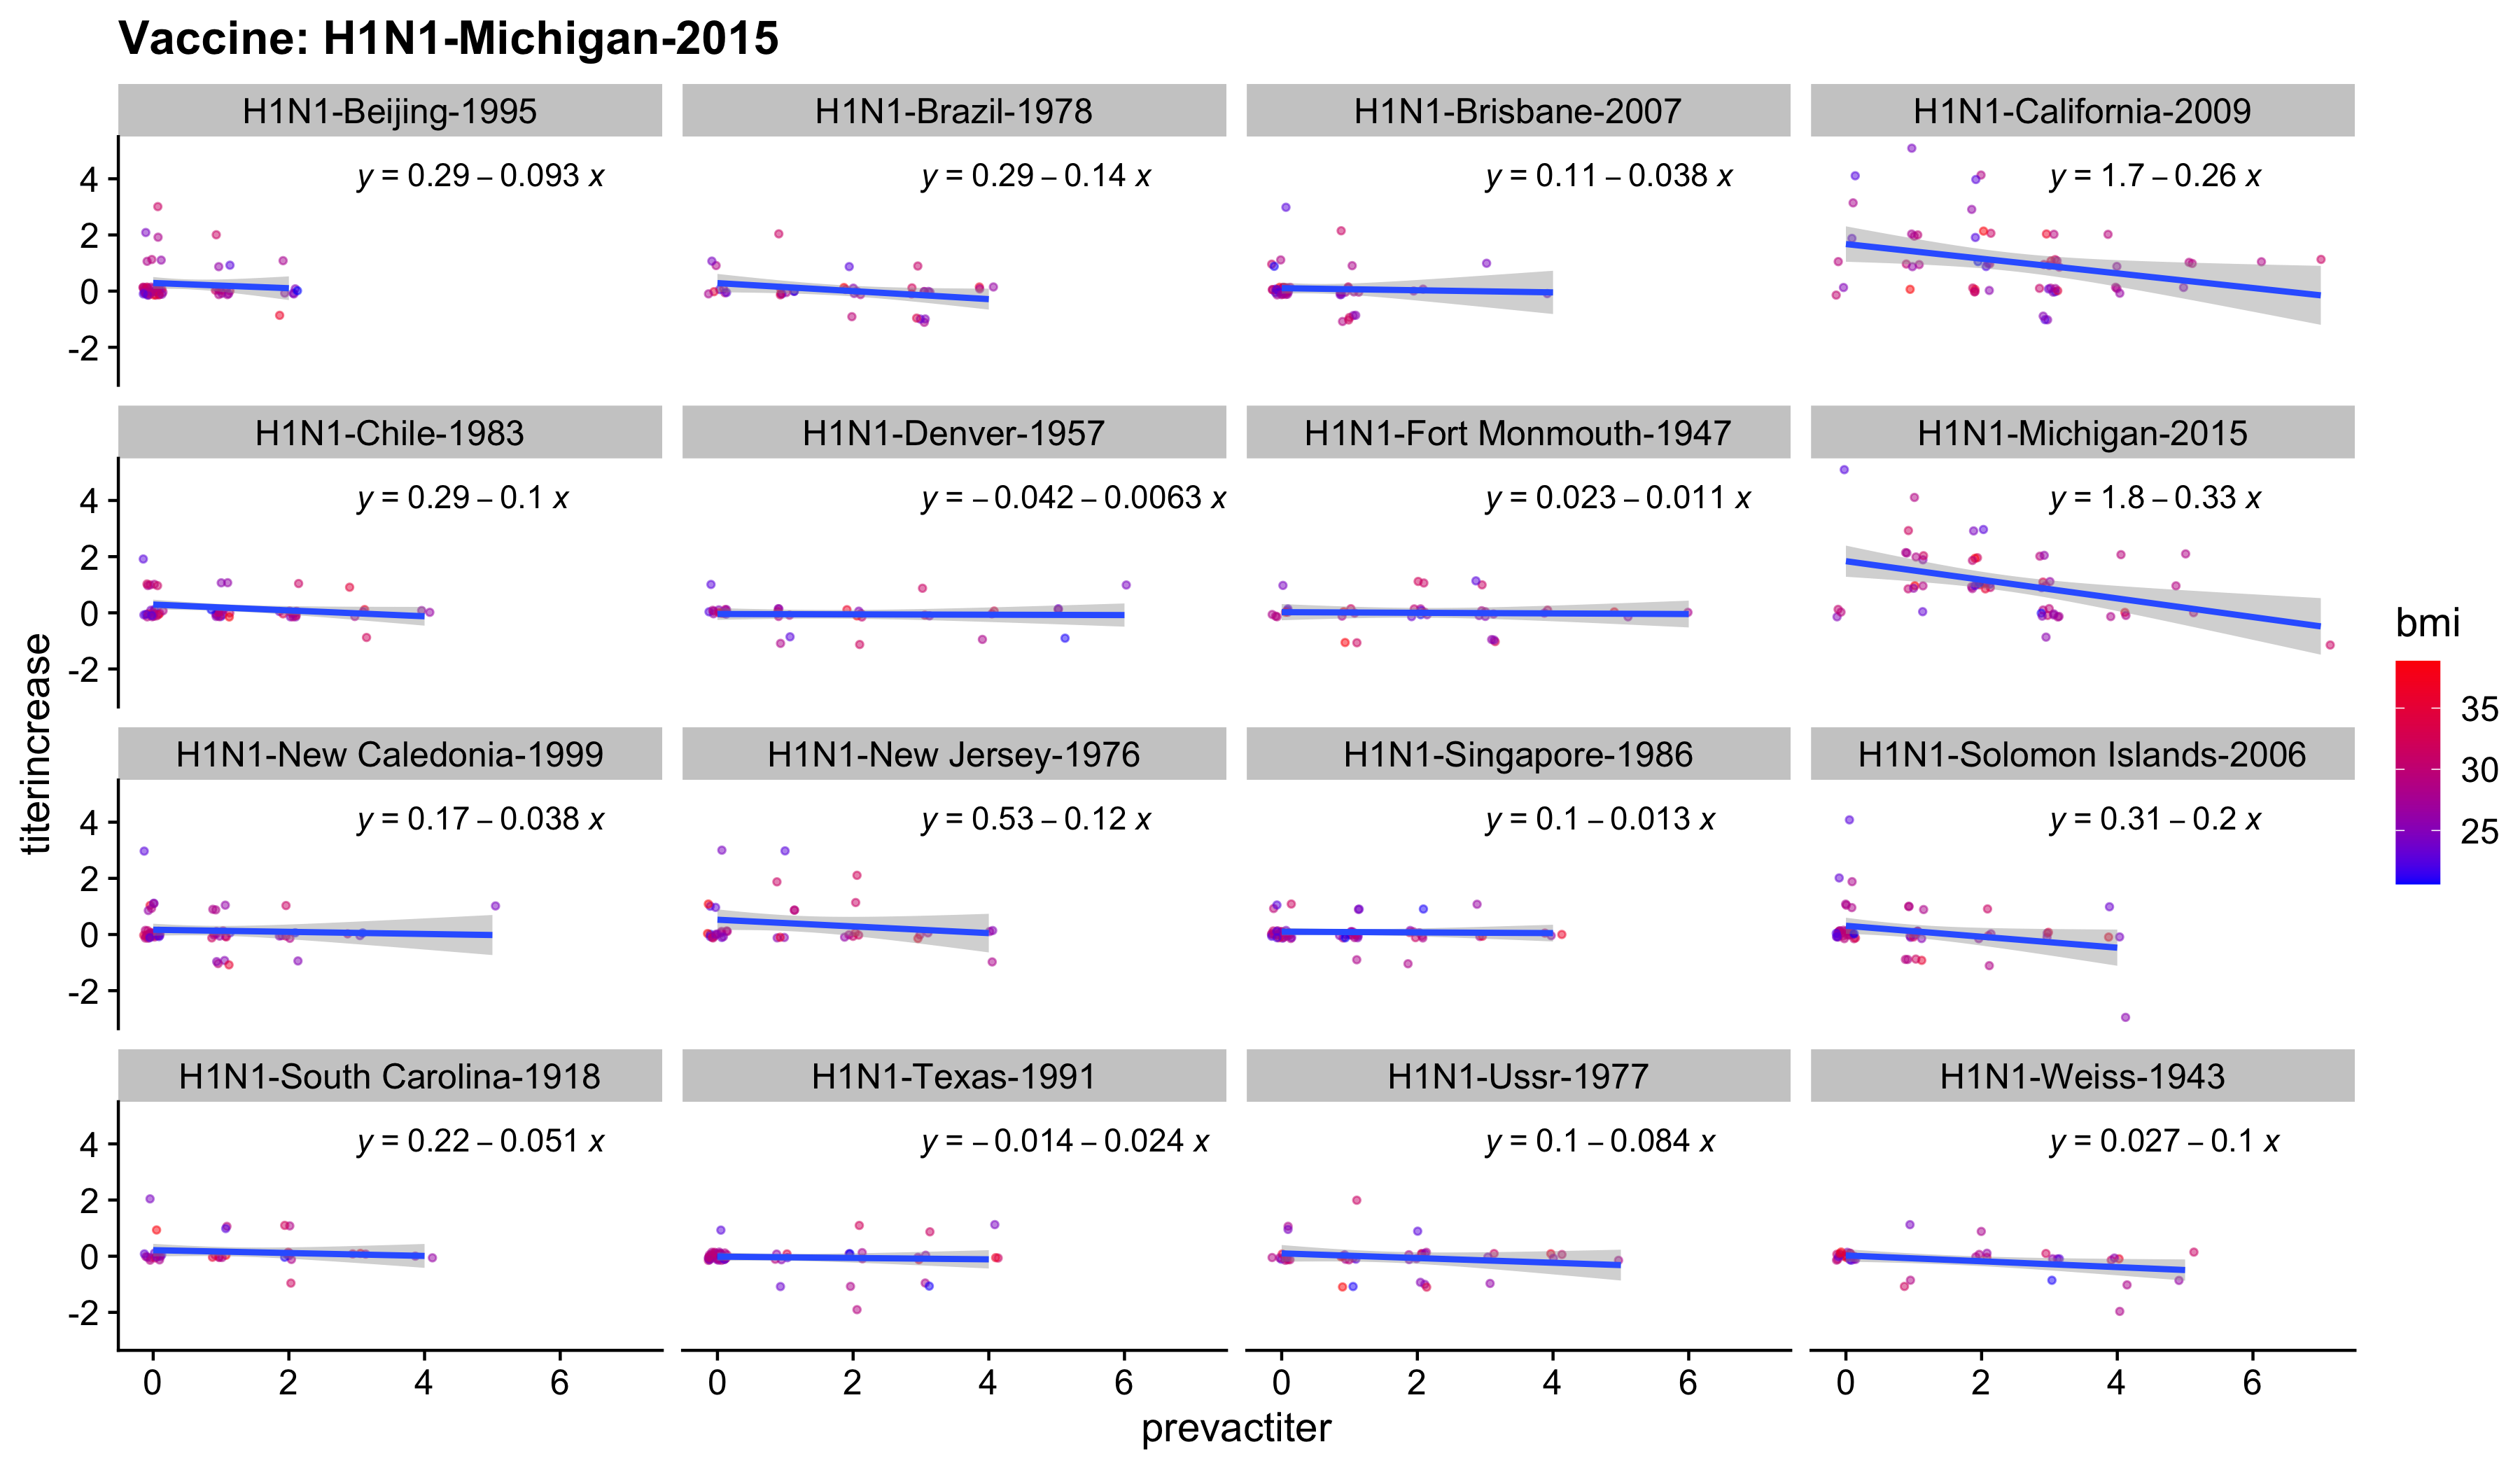 Vaccine: H1N1-Michigan-2015
H1N1-Beijing-1995
H1N1-Brazil-1978
H1N1-Brisbane-2007
H1N1-California-2009
y = 0.29 – 0.093 x
y = 0.29 – 0.14 x
y = 0.11 – 0.038 x
y = 1.7 – 0.26 x
4
2
0
-2
H1N1-Chile-1983
H1N1-Denver-1957
H1N1-Fort Monmouth-1947
H1N1-Michigan-2015
y = 0.29 – 0.1 x
y = – 0.042 – 0.0063 x
y = 0.023 – 0.011 x
y = 1.8 – 0.33 x
4
2
0
-2
H1N1-New Caledonia-1999
H1N1-New Jersey-1976
H1N1-Singapore-1986
H1N1-Solomon Islands-2006
y = 0.17 – 0.038 x
y = 0.53 – 0.12 x
y = 0.1 – 0.013 x
y = 0.31 – 0.2 x
4
2
0
-2
H1N1-South Carolina-1918
H1N1-Texas-1991
H1N1-Ussr-1977
H1N1-Weiss-1943
y = 0.22 – 0.051 x
y = – 0.014 – 0.024 x
y = 0.1 – 0.084 x
y = 0.027 – 0.1 x
4
2
0
-2
0 2 4 6
0 2 4 6
0 2 4 6
0 2 4 6
prevactiter
titerincrease
bmi
35
30
25